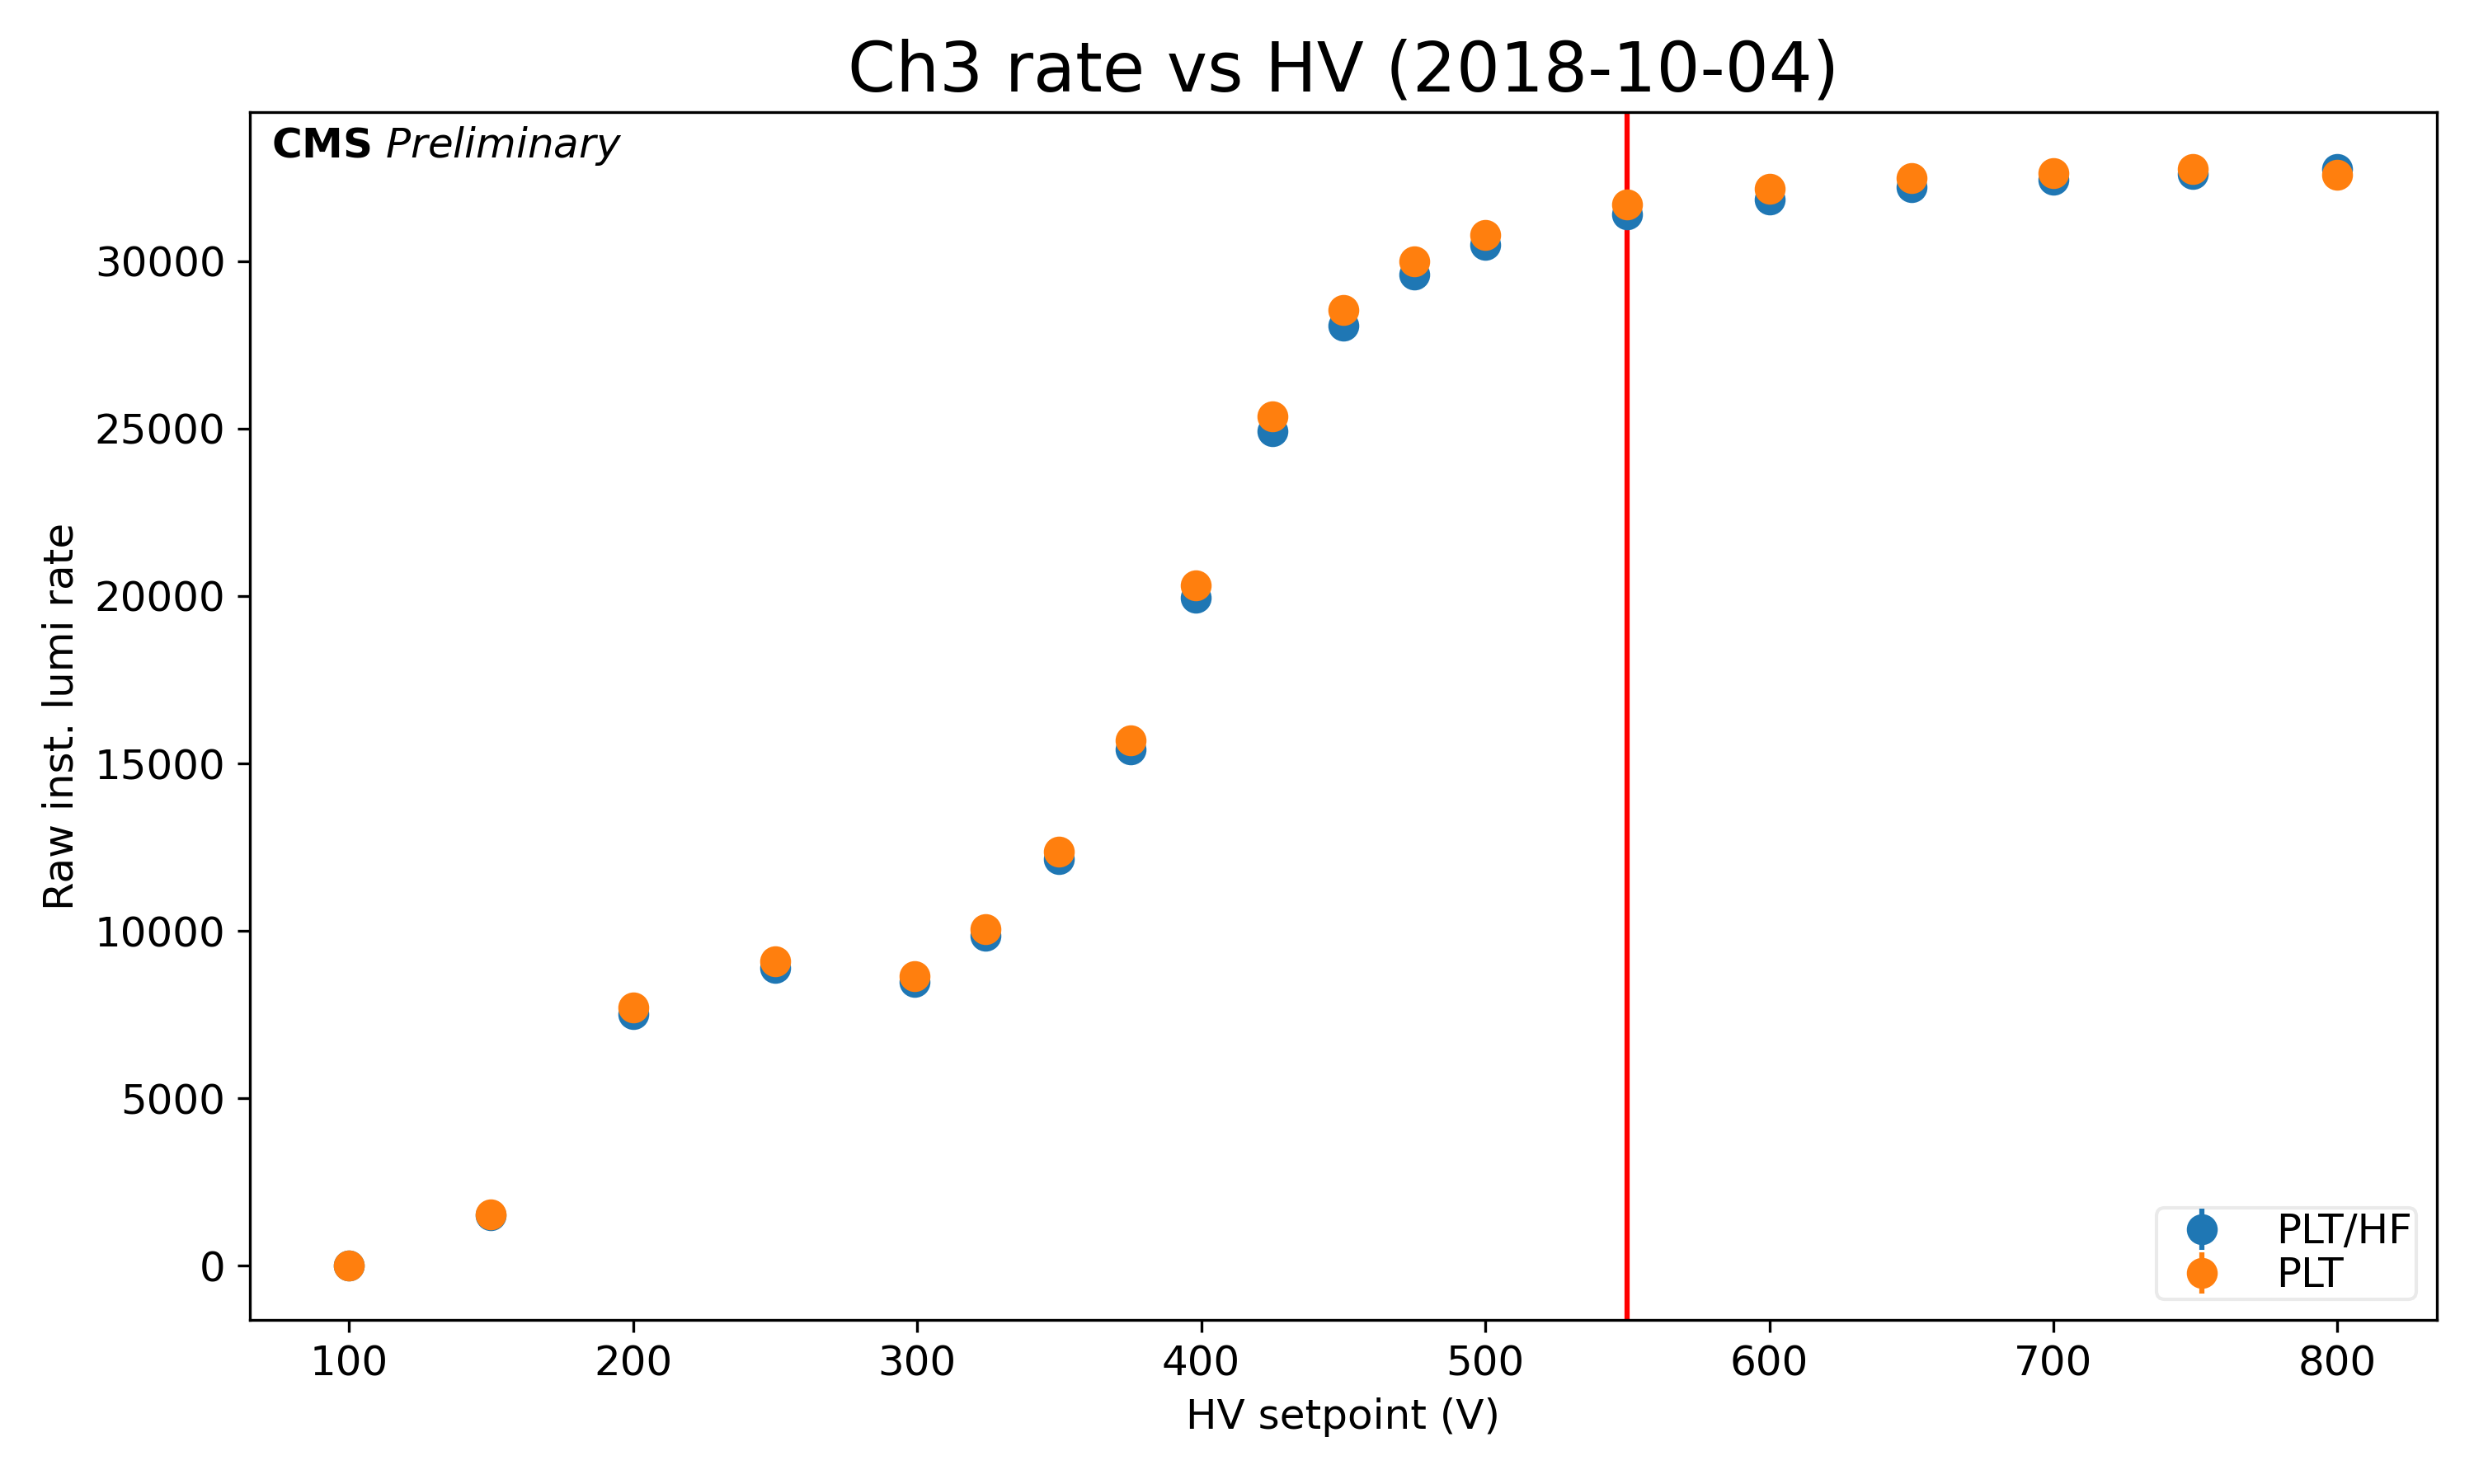 Ch3 rate vs HV (2018-10-04)
CMS Preliminary
Raw inst. lumi rate
30000
25000
20000
15000
10000
5000
0
PLT/HF
PLT
100 200 300 400 500 600 700 800
HV setpoint (V)